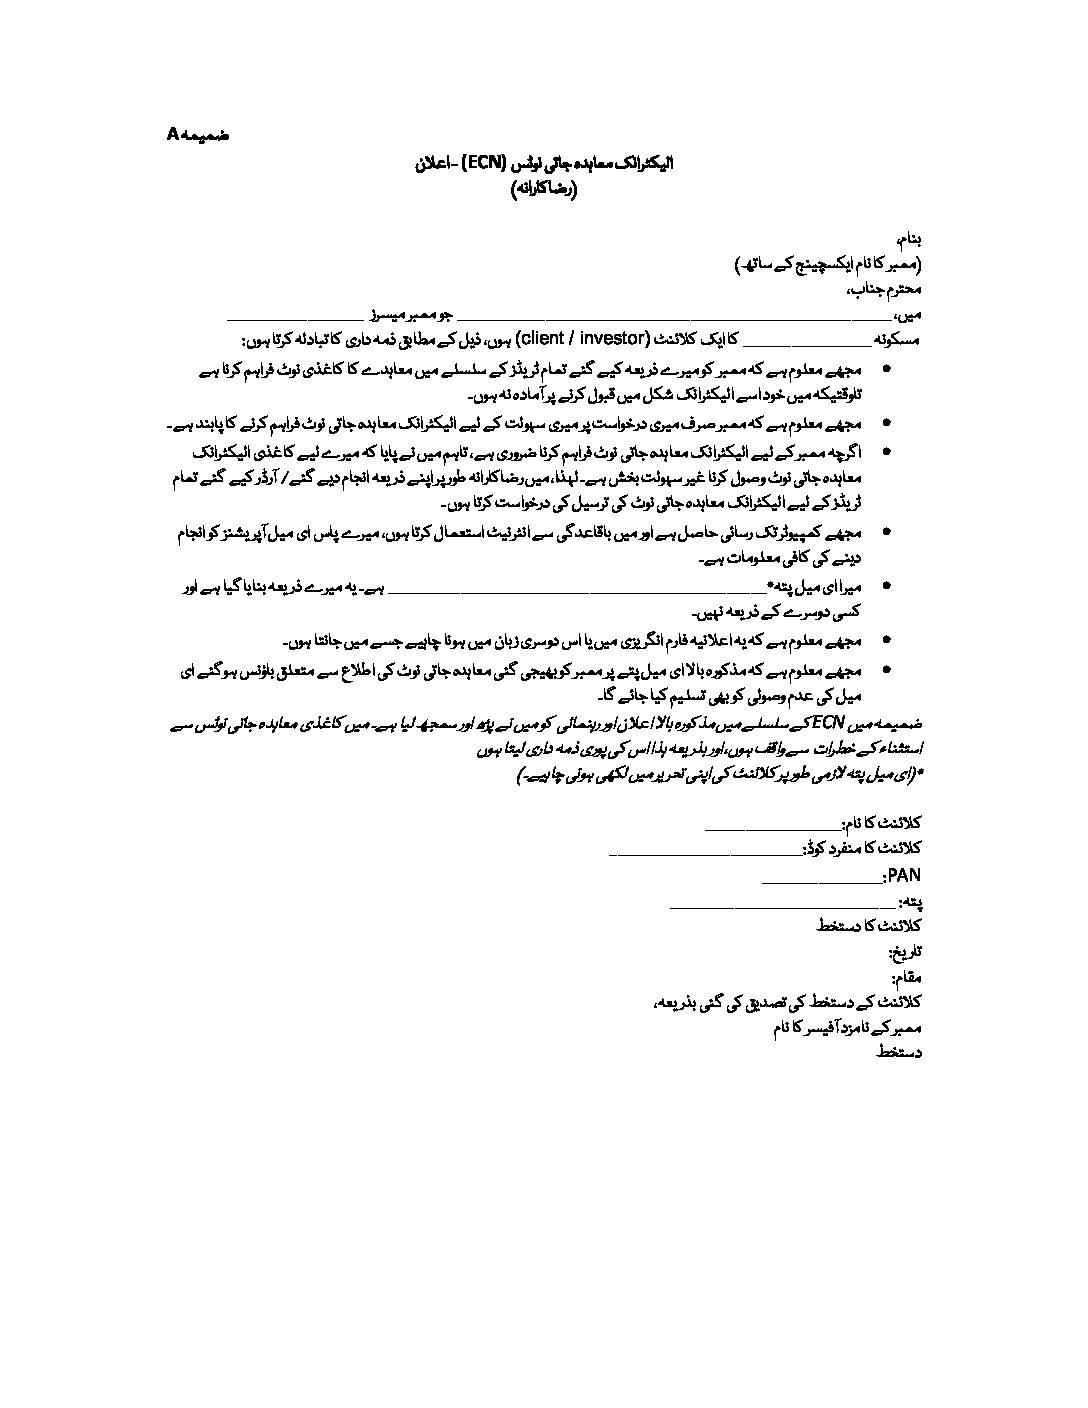 ضمیمہ A
الیکٹرانک معاہدہ جاتی نوٹس (ECN) - اعلان
(رضاکارانہ)
بنام،
(ممبر کا نام ایکسچینج کے ساتھ)
محترم جناب،
میں،______________________________________________________ جو ممبر میسرز _________________
مسکونہ ________________ کا ایک کلائنٹ (client / investor) ہوں، ذیل کے مطابق ذمہ داری کا تبادلہ کرتا ہوں:
• مجھے معلوم ہے کہ ممبر کو میرے ذریعہ کیے گئے تمام ٹریڈز کے سلسلے میں معاہدے کا کاغذی نوٹ فراہم کرنا ہے
تاوقتیکہ میں خود اسے الیکٹرانک شکل میں قبول کرنے پر آمادہ نہ ہوں۔
• مجھے معلوم ہے کہ ممبر صرف میری درخواست پر میری سہولت کے لیے الیکٹرانک معاہدہ جاتی نوٹ فراہم کرنے کا پابند ہے۔
• اگرچہ ممبر کے لیے الیکٹرانک معاہدہ جاتی نوٹ فراہم کرنا ضروری ہے، تاہم میں نے پایا کہ میرے لیے کاغذی الیکٹرانک
معاہدہ جاتی نوٹ وصول کرنا غیر سہولت بخش ہے۔ لہذا، میں رضاکارانہ طور پر اپنے ذریعہ انجام دیے گئے/ آرڈر کیے گئے تمام
ٹریڈز کے لیے الیکٹرانک معاہدہ جاتی نوٹ کی ترسیل کی درخواست کرتا ہوں۔
• مجھے کمپیوٹر تک رسائی حاصل ہے اور میں باقاعدگی سے انٹرنیٹ استعمال کرتا ہوں، میرے پاس ای میل آپریشنز کو انجام
دینے کی کافی معلومات ہے۔
• میرا ای میل پتہ*_______________________________________________ ہے۔ یہ میرے ذریعہ بنایا گیا ہے اور
کسی دوسرے کے ذریعہ نہیں۔
• مجھے معلوم ہے کہ یہ اعلانیہ فارم انگریزی میں یا اس دوسری زبان میں ہونا چاہیے جسے میں جانتا ہوں۔
• مجھے معلوم ہے کہ مذکورہ بالا ای میل پتے پر ممبر کو بھیجی گئی معاہدہ جاتی نوٹ کی اطلاع سے متعلق باؤنس ہوگئے ای
میل کی عدم وصولی کو بھی تسلیم کیا جائے گا۔
ضمیمہ میں ECN کے سلسلے میں مذکورہ بالا اعلان اور رہنمائی کو میں نے پڑھ اور سمجھ لیا ہے۔ میں کاغذی معاہدہ جاتی نوٹس سے
استثناء کے خطرات سے واقف ہوں، اور بذریعہ ہذا اس کی پوری ذمہ داری لیتا ہوں
*(ای میل پتہ لازمی طور پر کلائنٹ کی اپنی تحریر میں لکھی ہونی چاہیے۔)
کلائنٹ کا نام:_________________
کلائنٹ کا منفرد کوڈ:________________________
PAN:_______________
پتہ: ____________________________
کلائنٹ کا دستخط
تاریخ:
مقام:
کلائنٹ کے دستخط کی تصدیق کی گئی بذریعہ،
ممبر کے نامزد آفیسر کا نام
دستخط